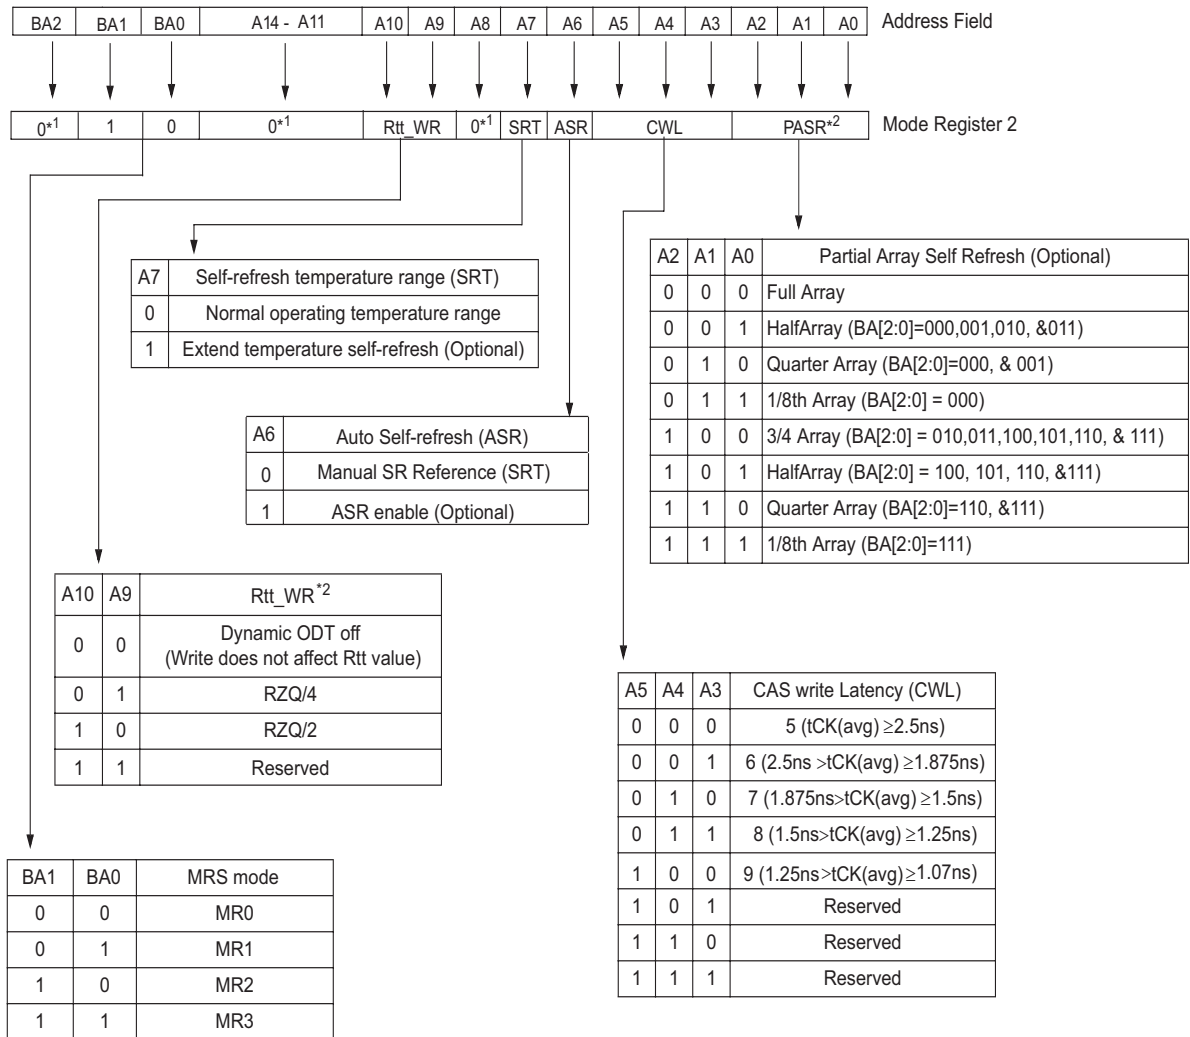 BA2 BA1 BA0 A14 - A11 A10 A9 A8 A7 A6 A5 A4 A3 A2 A1 A0 Address Field
0*1 1 0 0*1 Rtt_WR 0*1 SRT ASR CWL PASR*2 Mode Register 2
A7 Self-refresh temperature range (SRT)
0 Normal operating temperature range
1 Extend temperature self-refresh (Optional)
A2 A1 A0 Partial Array Self Refresh (Optional)
0 0 0 Full Array
0 0 1 HalfArray (BA[2:0]=000,001,010, &011)
0 1 0 Quarter Array (BA[2:0]=000, & 001)
0 1 1 1/8th Array (BA[2:0] = 000)
1 0 0 3/4 Array (BA[2:0] = 010,011,100,101,110, & 111)
1 0 1 HalfArray (BA[2:0] = 100, 101, 110, &111)
1 1 0 Quarter Array (BA[2:0]=110, &111)
1 1 1 1/8th Array (BA[2:0]=111)
A6 Auto Self-refresh (ASR)
0 Manual SR Reference (SRT)
1 ASR enable (Optional)
A10 A9 Rtt_WR*2
0 0 Dynamic ODT off
(Write does not affect Rtt value)
0 1 RZQ/4
1 0 RZQ/2
1 1 Reserved
A5 A4 A3 CAS write Latency (CWL)
0 0 0 5 (tCK(avg) ≥2.5ns)
0 0 1 6 (2.5ns >tCK(avg) ≥1.875ns)
0 1 0 7 (1.875ns>tCK(avg) ≥1.5ns)
0 1 1 8 (1.5ns>tCK(avg) ≥1.25ns)
1 0 0 9 (1.25ns>tCK(avg)≥1.07ns)
1 0 1 Reserved
1 1 0 Reserved
1 1 1 Reserved
BA1 BA0 MRS mode
0 0 MR0
0 1 MR1
1 0 MR2
1 1 MR3